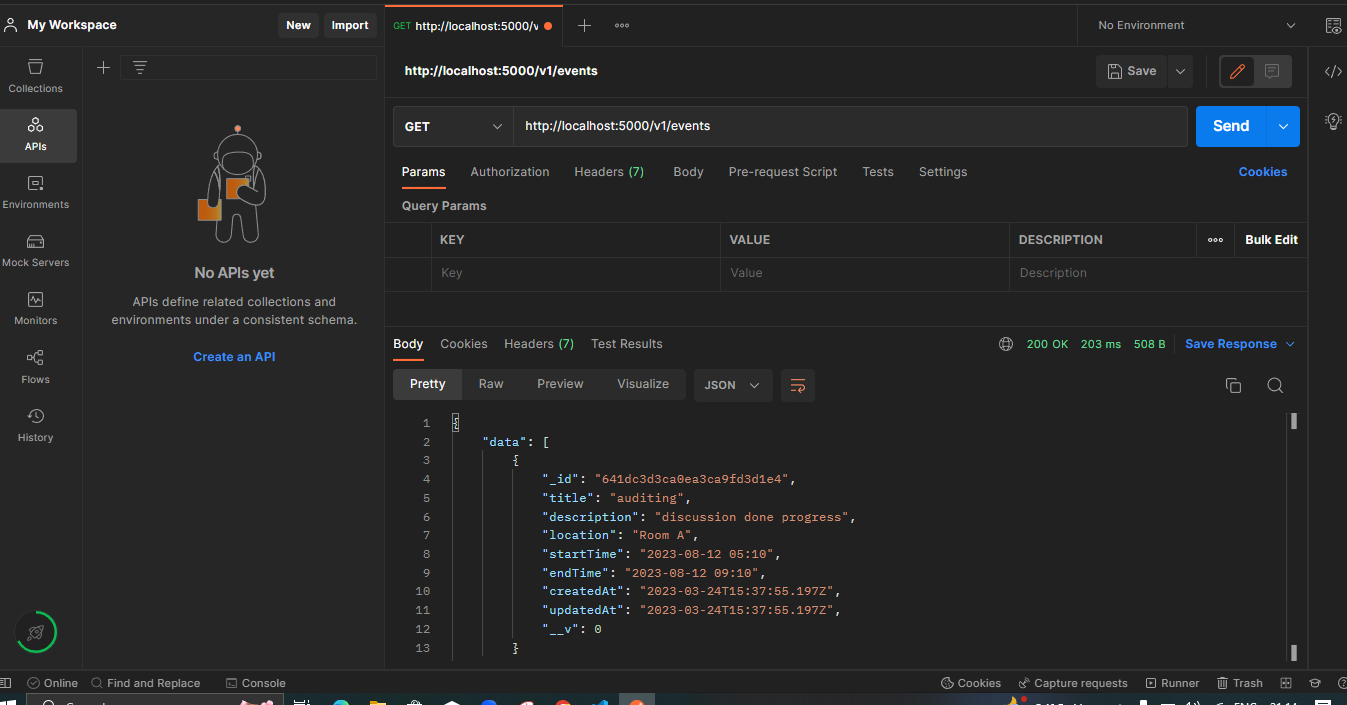 My Workspace
New
Import
GET http://localhost:5000/v
No Environment
Collections
APIs
Environments
Mock Servers
Monitors
Flows
History
No APIs yet
APIs define related collections and
environments under a consistent schema.
Create an API
http://localhost:5000/v1/events
Save
GET
http://localhost:5000/v1/events
Send
Params Authorization Headers (7) Body Pre-request Script Tests Settings
Cookies
Query Params
KEY VALUE DESCRIPTION
Bulk Edit
Key Value Description
Body Cookies Headers (7) Test Results
200 OK 203 ms 508 B Save Response
Pretty Raw Preview Visualize JSON
1 {
2 "data": [
3 {
4 "_id": "641dc3d3ca0ea3ca9fd3d1e4",
5 "title": "auditing",
6 "description": "discussion done progress",
7 "location": "Room A",
8 "startTime": "2023-08-12 05:10",
9 "endTime": "2023-08-12 09:10",
10 "createdAt": "2023-03-24T15:37:55.197Z",
11 "updatedAt": "2023-03-24T15:37:55.197Z",
12 "__v": 0
13 }
Online Find and Replace Console
Cookies Capture requests Runner Trash